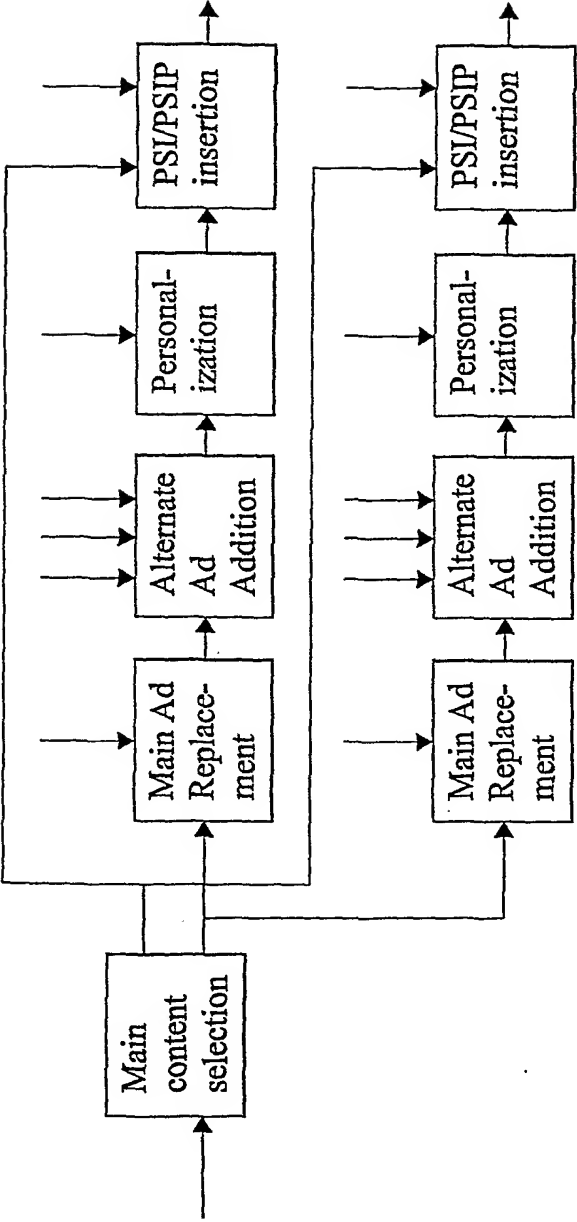 Main
content
selection
Main Ad
Replace-
ment
Alternate
Ad
Addition
Personal-
ization
PSI/PSIP
insertion
Main Ad
Replace-
ment
Alternate
Ad
Addition
Personal-
ization
PSI/PSIP
insertion